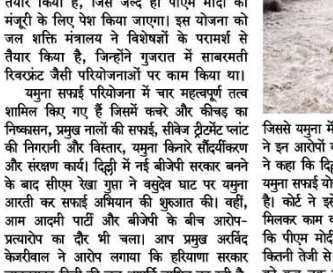 तैयार किया है, जिसे जल्द ही पीएम मोदी की
मंजूरी के लिए पेश किया जाएगा। इस योजना को
जल शक्ति मंत्रालय ने विशेषज्ञों के परामर्श से
तैयार किया है, जिन्होंने गुजरात में साबरमती
रिवरफ्रंट जैसी परियोजनाओं पर काम किया था।
यमुना सफाई परियोजना में चार महत्वपूर्ण तत्व
शामिल किए गए हैं जिसमें कचरे और कीचड़ का
निष्कासन, प्रमुख नालों की सफाई, सीवेज ट्रीटमेंट प्लांट
की निगरानी और विस्तार, यमुना किनारे सौंदर्यीकरण
और संरक्षण कार्य। दिल्ली में नई बीजेपी सरकार बनने
के बाद सीएम रेखा गुप्ता ने वसुदेव घाट पर यमुना
आरती कर सफाई अभियान की शुरुआत की। वहीं,
आम आदमी पार्टी और बीजेपी के बीच आरोप-
प्रत्यारोप का दौर भी चला। आप प्रमुख अरविंद
केजरीवाल ने आरोप लगाया कि हरियाणा सरकार
जिससे यमुना में
ने इन आरोपों
ने कहा कि
यमुना सफाई
है। कोर्ट ने इसे
मिलकर काम
कि पीएम मोदी
कितनी तेजी से